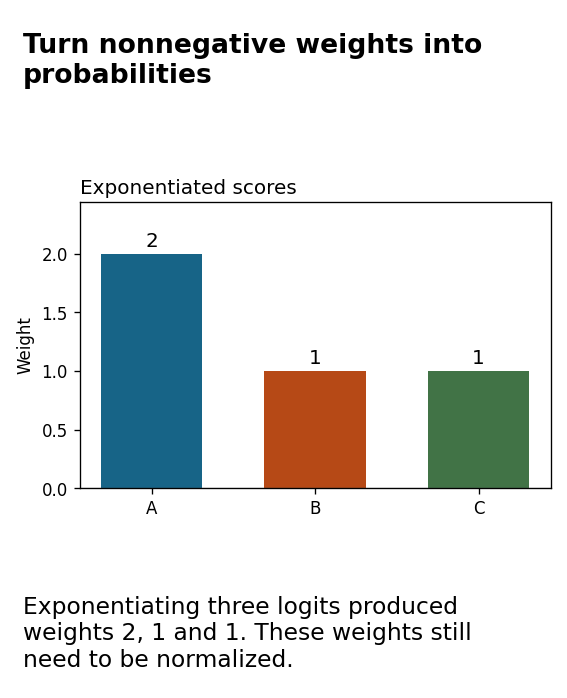 Turn nonnegative weights into
probabilities
Exponentiated scores
2
1
1
2.0
1.5
1.0
0.5
0.0
Weight
A
B
C
Exponentiating three logits produced
weights 2, 1 and 1. These weights still
need to be normalized.